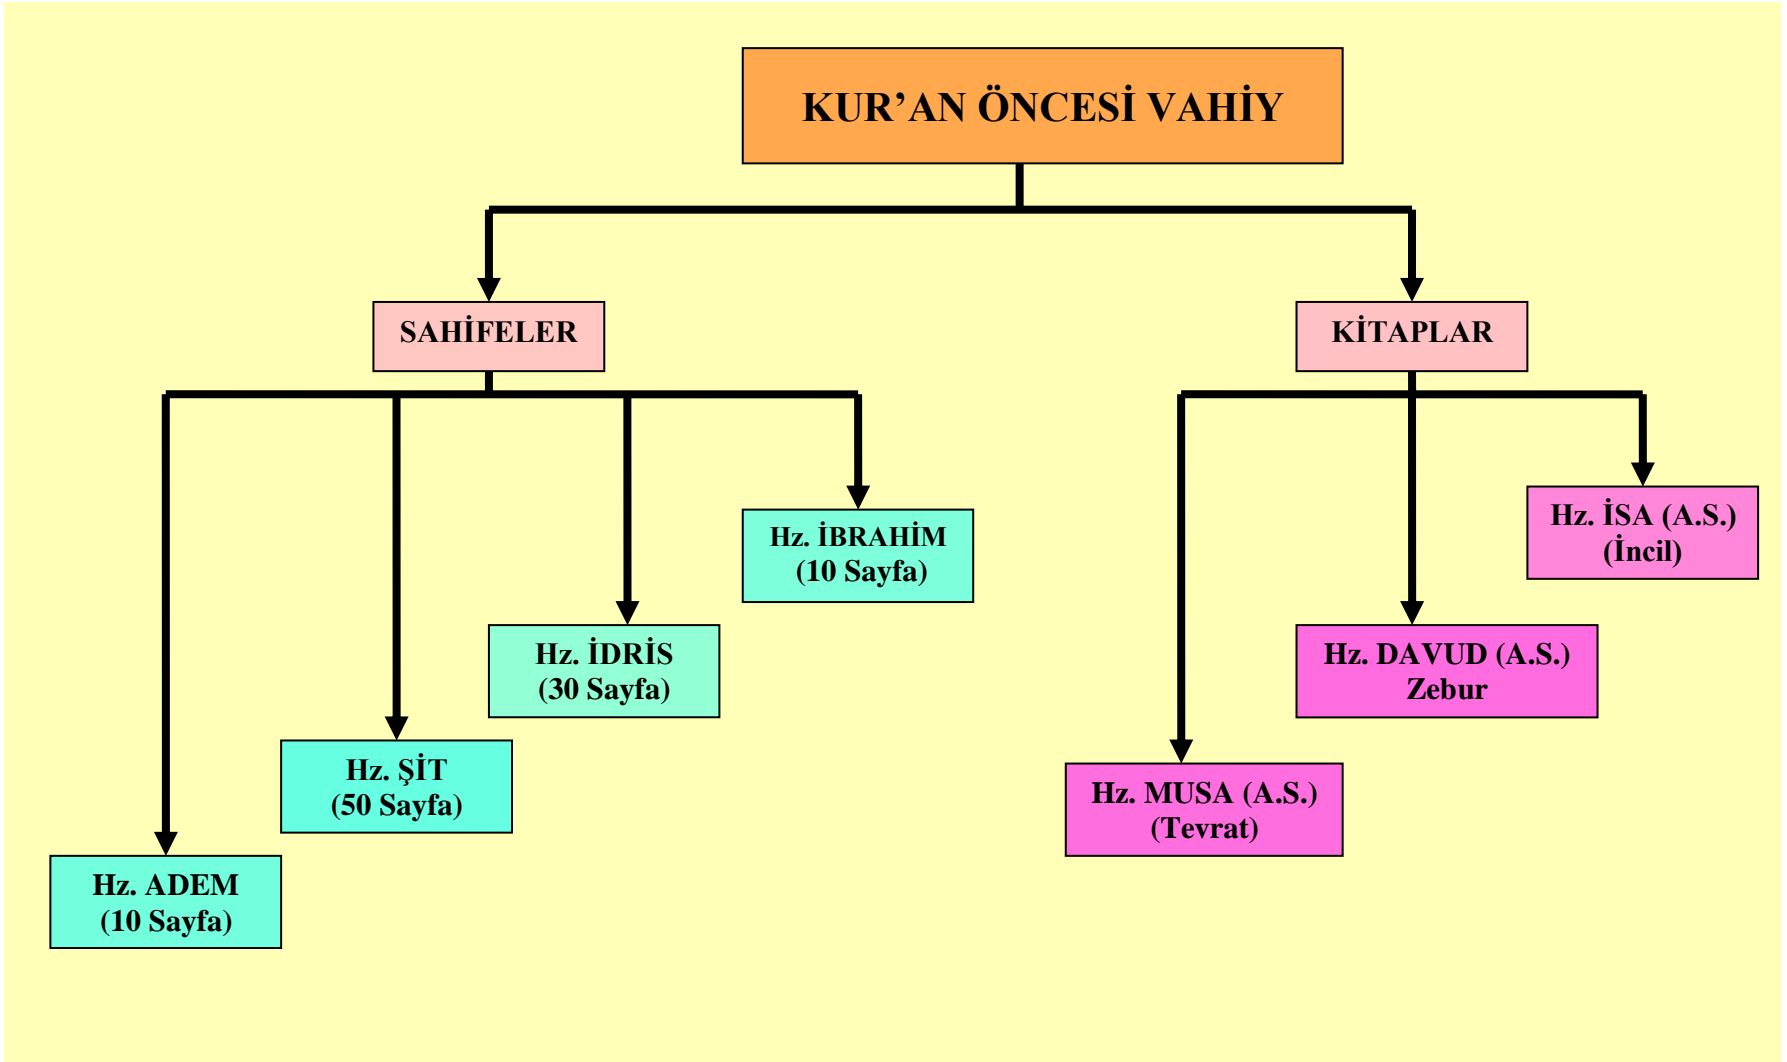 KUR’AN ÖNCESİ VAHİY
SAHİFELER
KİTAPLAR
Hz. İBRAHİM
(10 Sayfa)
Hz. İDRİS
(30 Sayfa)
Hz. ŞİT
(50 Sayfa)
Hz. ADEM
(10 Sayfa)
Hz. İSA (A.S.)
(İncil)
Hz. DAVUD (A.S.)
Zebur
Hz. MUSA (A.S.)
(Tevrat)